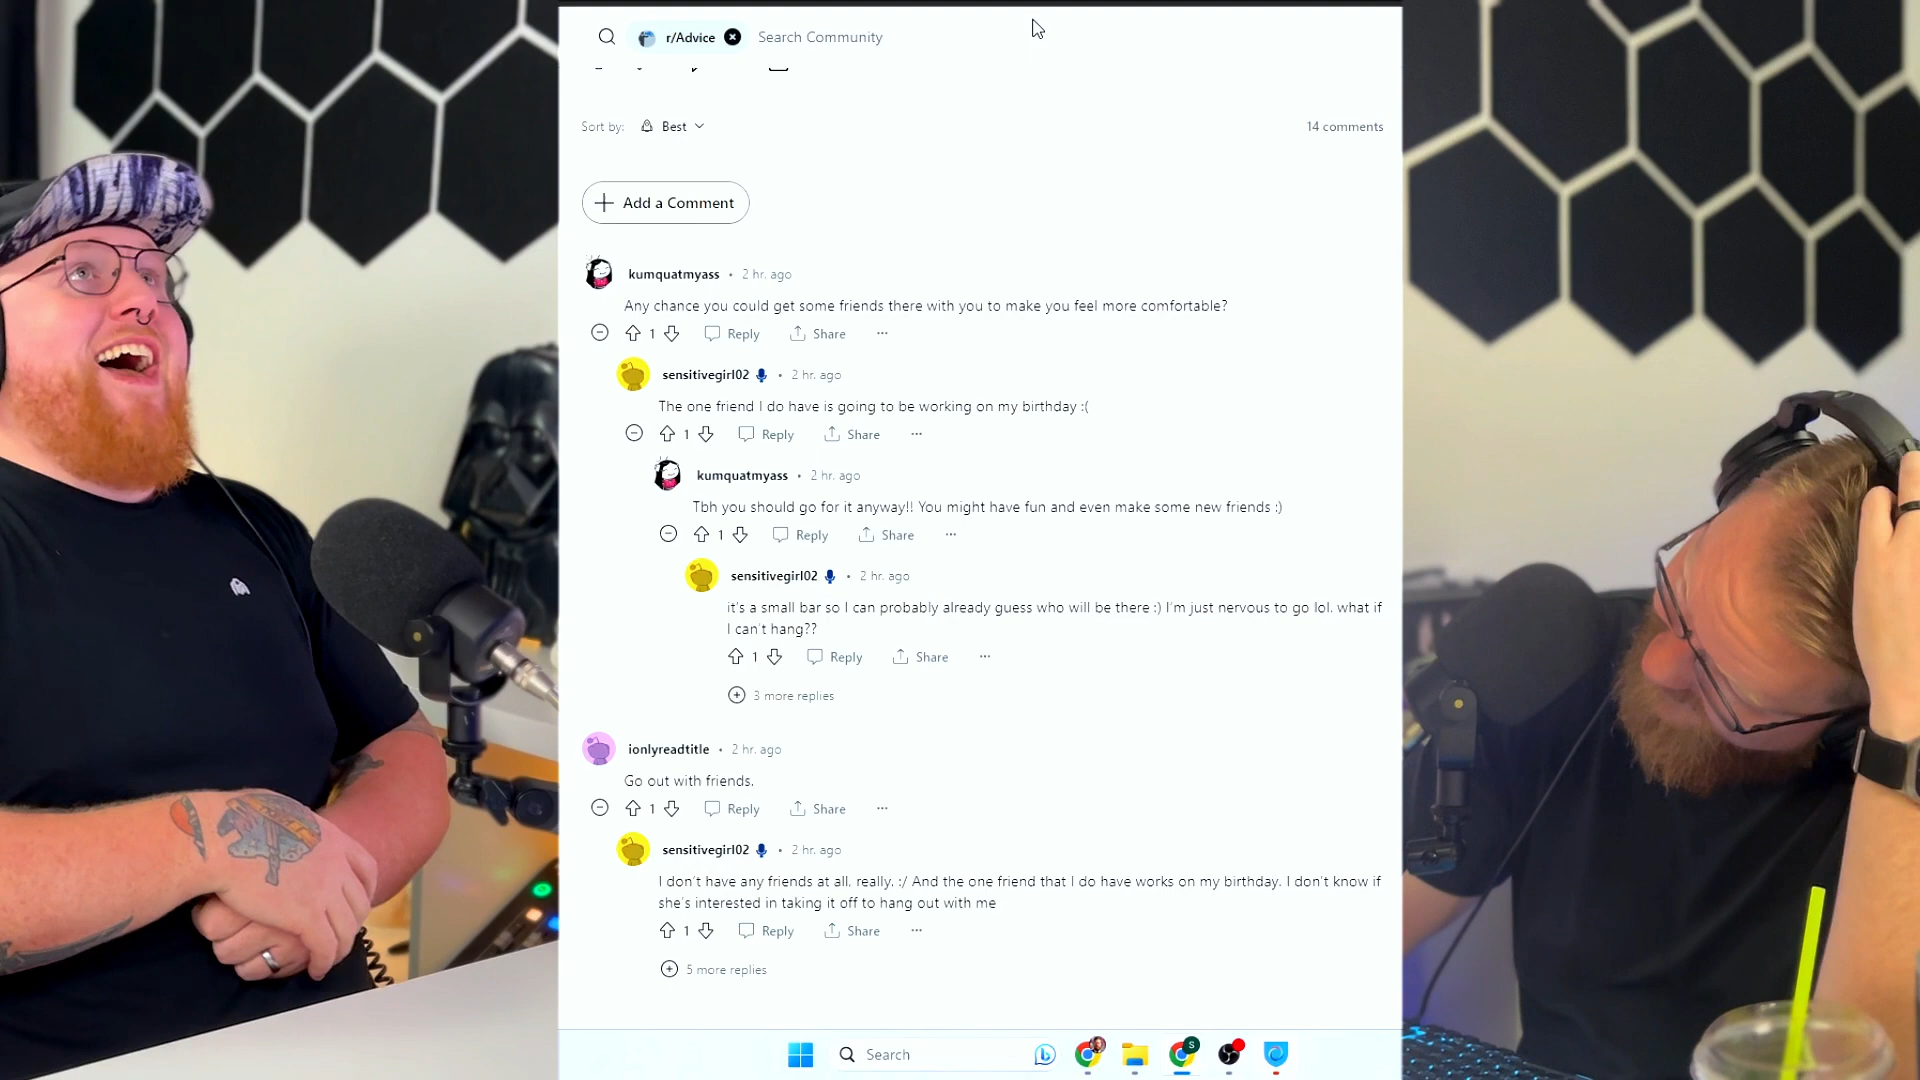 r/Advice Search Community
Sort by: Best 14 comments
Add a Comment
kumquatmyass • 2 hr. ago
Any chance you could get some friends there with you to make you feel more comfortable?
1 Reply Share ...
sensitivegirl02 • 2 hr. ago
The one friend I do have is going to be working on my birthday :(
1 Reply Share ...
kumquatmyass • 2 hr. ago
Tbh you should go for it anyway!! You might have fun and even make some new friends :)
1 Reply Share ...
sensitivegirl02 • 2 hr. ago
it's a small bar so I can probably already guess who will be there :) I'm just nervous to go lol. what if
I can't hang??
1 Reply Share ...
3 more replies
ionlyreadtitle • 2 hr. ago
Go out with friends.
1 Reply Share ...
sensitivegirl02 • 2 hr. ago
I don't have any friends at all. really. :/ And the one friend that I do have works on my birthday. I don't know if
she's interested in taking it off to hang out with me
1 Reply Share ...
5 more replies
Search
S